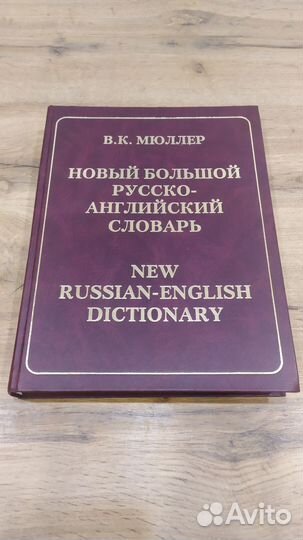 В.К. МЮЛЛЕР
НОВЫЙ БОЛЬШОЙ
РУССКО-
АНГЛИЙСКИЙ
СЛОВАРЬ
NEW
RUSSIAN-ENGLISH
DICTIONARY
Avito